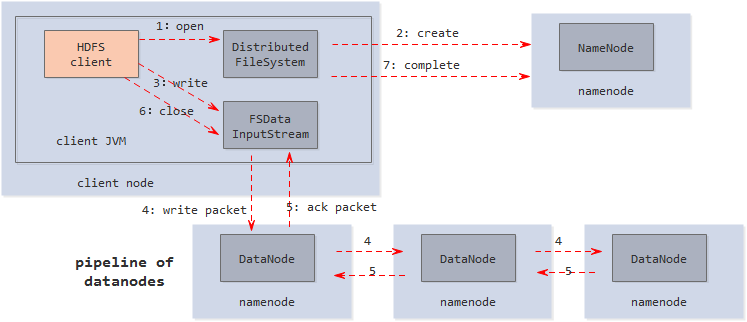 1: open
HDFS
client
Distributed
FileSystem
2: create
7: complete
NameNode
namenode
3: write
6: close
FSData
InputStream
client JVM
client node
4: write packet
5: ack packet
pipeline of
datanodes
DataNode
namenode
4
5
DataNode
namenode
4
5
DataNode
namenode